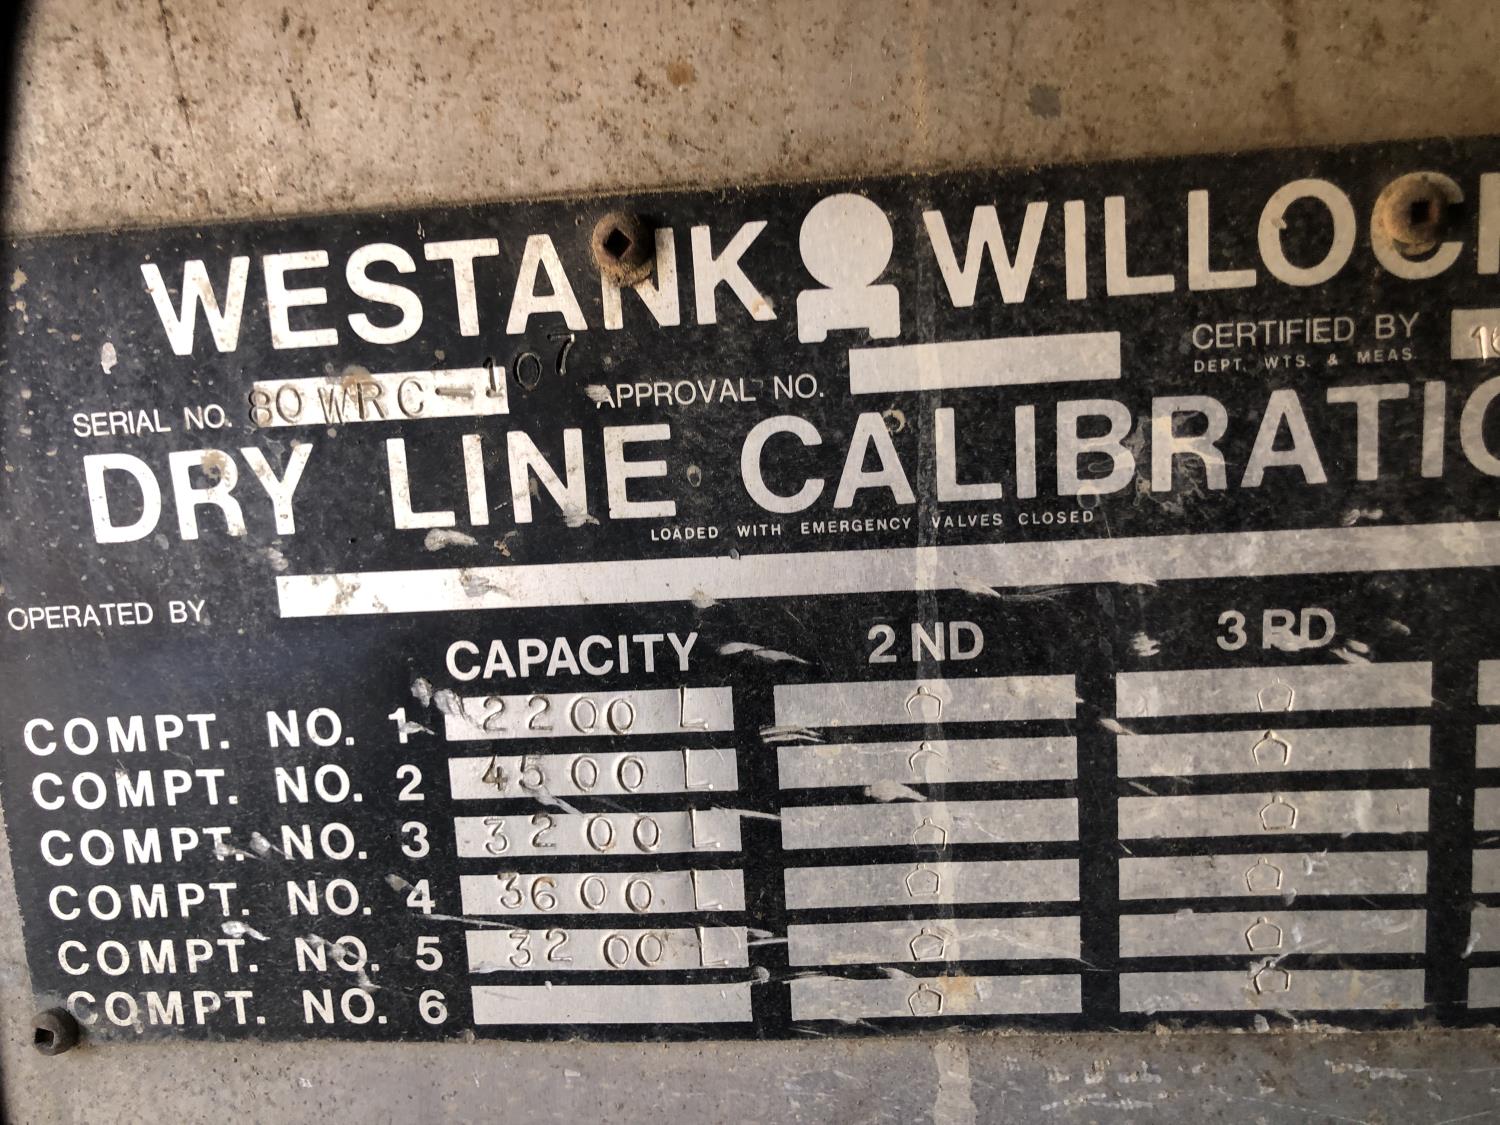 WESTANK WILLOC
SERIAL NO. 80WRC-107 APPROVAL NO. CERTIFIED BY
DEPT. WTS. & MEAS.
DRY LINE CALIBRATIO
LOADED WITH EMERGENCY VALVES CLOSED
OPERATED BY
CAPACITY 2ND 3RD
COMPT. NO. 1 2200 L
COMPT. NO. 2 4500 L
COMPT. NO. 3 3200 L
COMPT. NO. 4 3600 L
COMPT. NO. 5 3200 L
COMPT. NO. 6